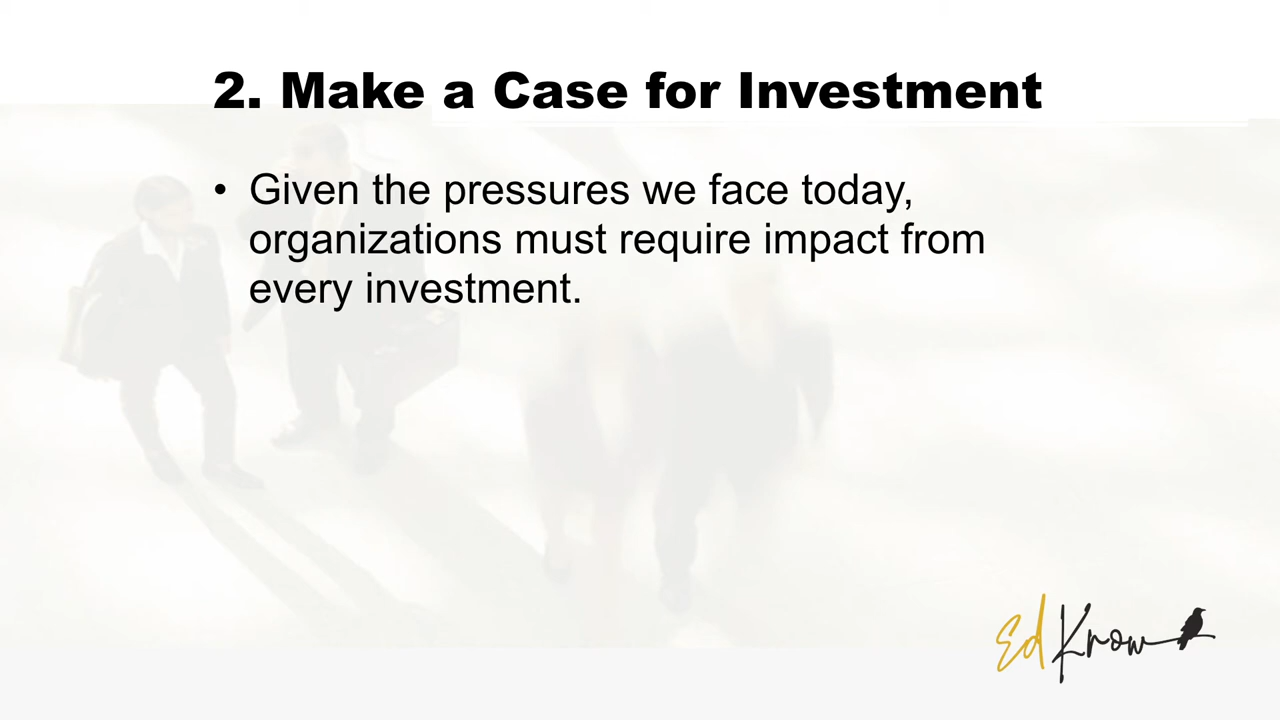 2. Make a Case for Investment
• Given the pressures we face today,
organizations must require impact from
every investment.
Ed Know